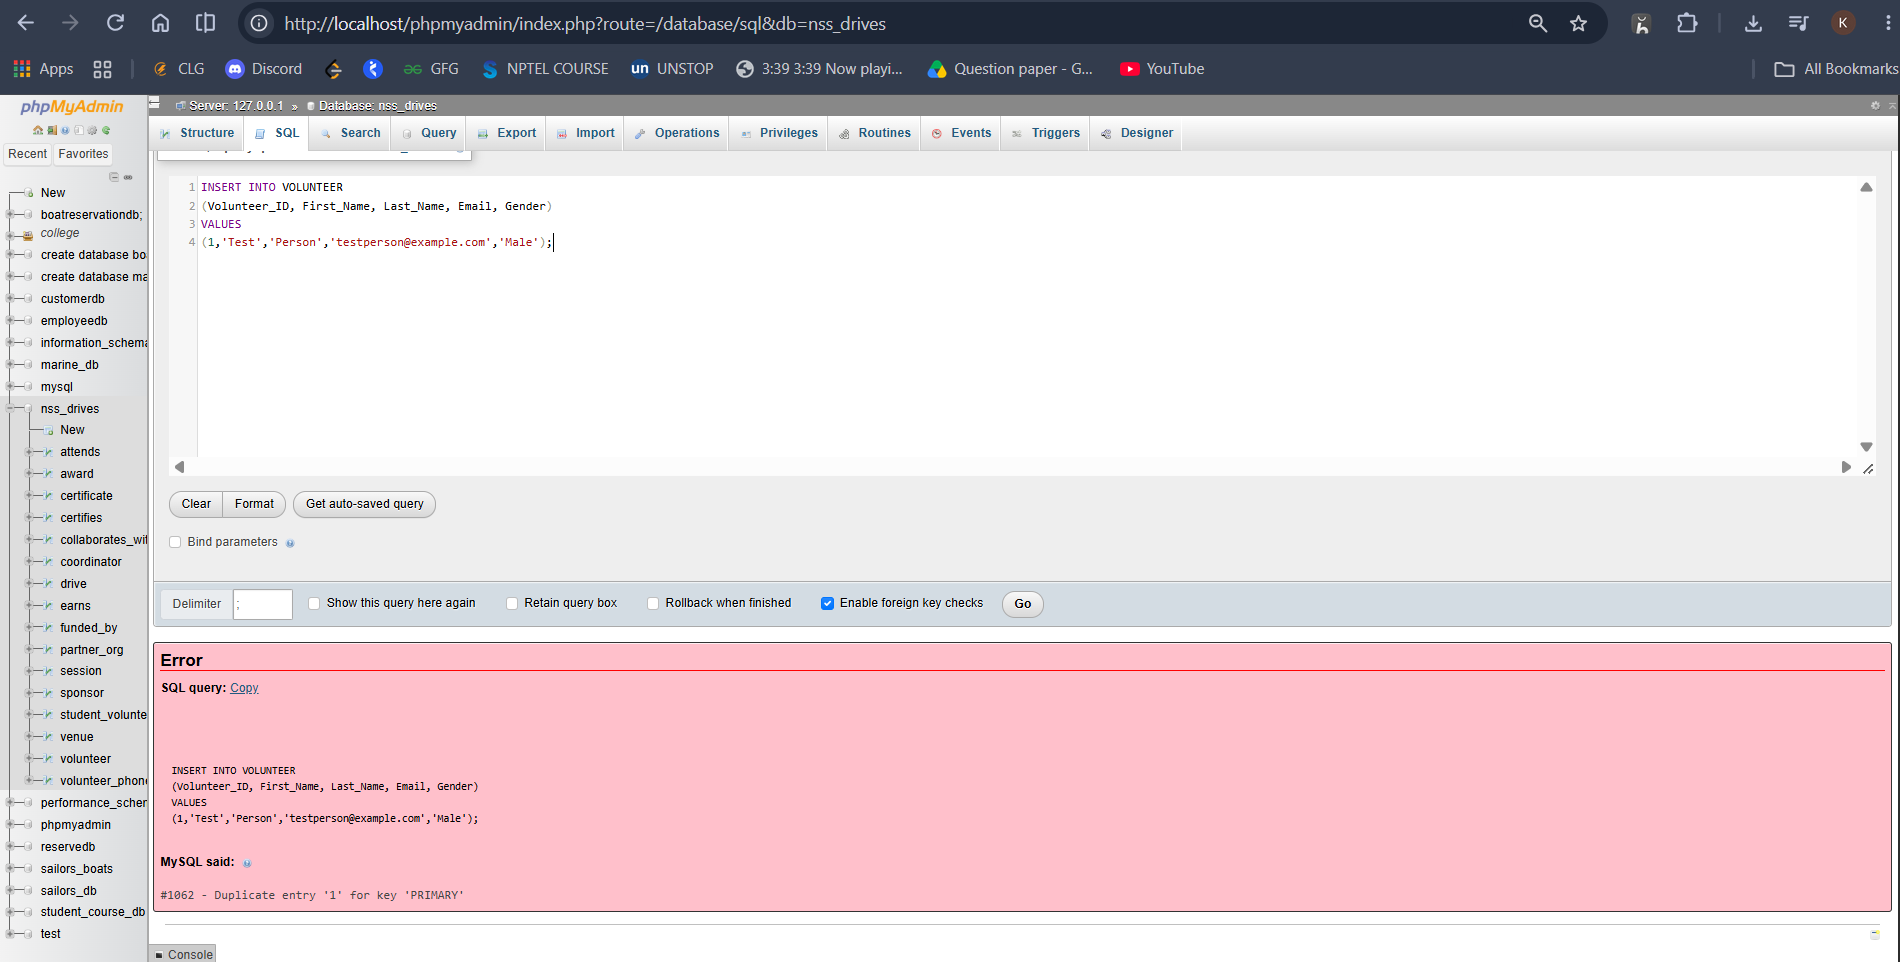 http://localhost/phpmyadmin/index.php?route=/database/sql&db=nss_drives
K
Apps
CLG
Discord
GFG
NPTEL COURSE
un UNSTOP
3:39 3:39 Now playi...
Question paper - G...
YouTube
All Bookmarks
phpMyAdmin
Recent
Favorites
New
boatreservationdb;
college
create database bo
create database ma
customerdb
employeedb
information_schema
marine_db
mysql
nss_drives
New
attends
award
certificate
certifies
collaborates_wit
coordinator
drive
earns
funded_by
partner_org
session
sponsor
student_volunte
venue
volunteer
volunteer_phone
performance_schem
phpmyadmin
reservedb
sailors_boats
sailors_db
student_course_db
test
Server: 127.0.0.1 » Database: nss_drives
Structure
SQL
Search
Query
Export
Import
Operations
Privileges
Routines
Events
Triggers
Designer
1 INSERT INTO VOLUNTEER
2 (Volunteer_ID, First_Name, Last_Name, Email, Gender)
3 VALUES
4 (1,'Test','Person','testperson@example.com','Male');
Clear
Format
Get auto-saved query
Bind parameters
Delimiter ;
Show this query here again
Retain query box
Rollback when finished
Enable foreign key checks
Go
Error
SQL query: Copy
INSERT INTO VOLUNTEER
(Volunteer_ID, First_Name, Last_Name, Email, Gender)
VALUES
(1,'Test','Person','testperson@example.com','Male');
MySQL said:
#1062 - Duplicate entry '1' for key 'PRIMARY'
Console